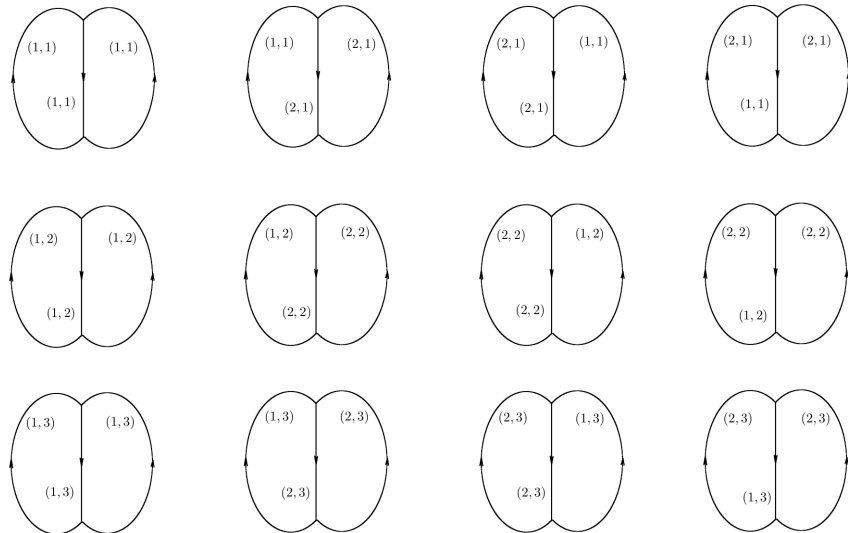 (1, 1) (1, 1) (1, 1) (2, 1) (2, 1) (1, 1) (2, 1) (2, 1)
(1, 1) (2, 1) (2, 1) (1, 1)
(1, 2) (1, 2) (1, 2) (2, 2) (2, 2) (1, 2) (2, 2) (2, 2)
(1, 2) (2, 2) (2, 2) (1, 2)
(1, 3) (1, 3) (1, 3) (2, 3) (2, 3) (1, 3) (2, 3) (2, 3)
(1, 3) (2, 3) (2, 3) (1, 3)